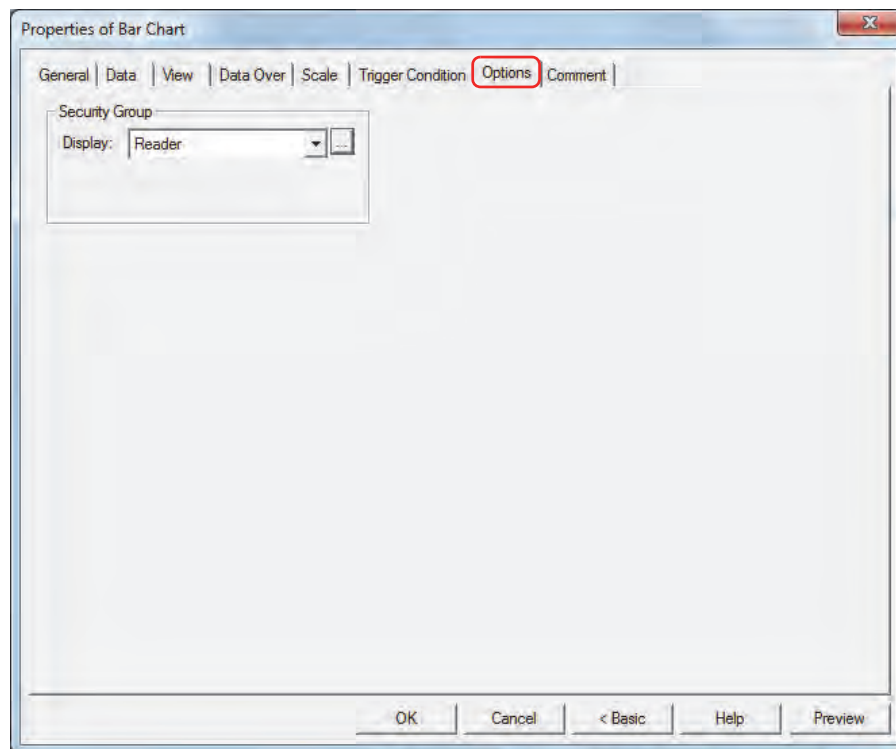 Properties of Bar Chart
General Data View Data Over Scale Trigger Condition Options Comment
Security Group
Display: Reader ...
OK Cancel < Basic Help Preview